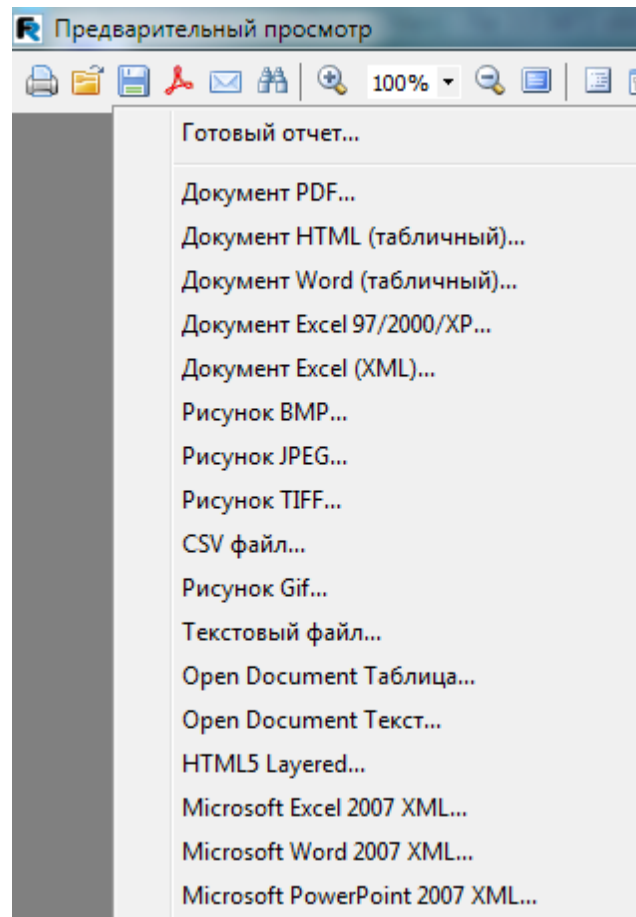 Предварительный просмотр
100%
Готовый отчет...
Документ PDF...
Документ HTML (табличный)...
Документ Word (табличный)...
Документ Excel 97/2000/XP...
Документ Excel (XML)...
Рисунок BMP...
Рисунок JPEG...
Рисунок TIFF...
CSV файл...
Рисунок Gif...
Текстовый файл...
Open Document Таблица...
Open Document Текст...
HTML5 Layered...
Microsoft Excel 2007 XML...
Microsoft Word 2007 XML...
Microsoft PowerPoint 2007 XML...